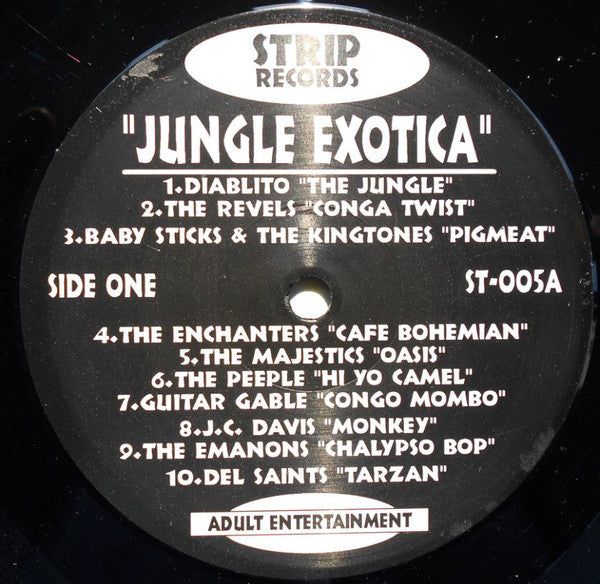 STRIP
RECORDS
"JUNGLE EXOTICA"
1.DIABLITO "THE JUNGLE"
2.THE REVELS "CONGA TWIST"
3.BABY STICKS & THE KINGTONES "PIGMEAT"
SIDE ONE
ST-005A
4.THE ENCHANTERS "CAFE BOHEMIAN"
5.THE MAJESTICS "OASIS"
6.THE PEEPLE "HI YO CAMEL"
7.GUITAR GABLE "CONGO MOMBO"
8.J.C. DAVIS "MONKEY"
9.THE EMANONS "CHALYPSO BOP"
10.DEL SAINTS "TARZAN"
ADULT ENTERTAINMENT